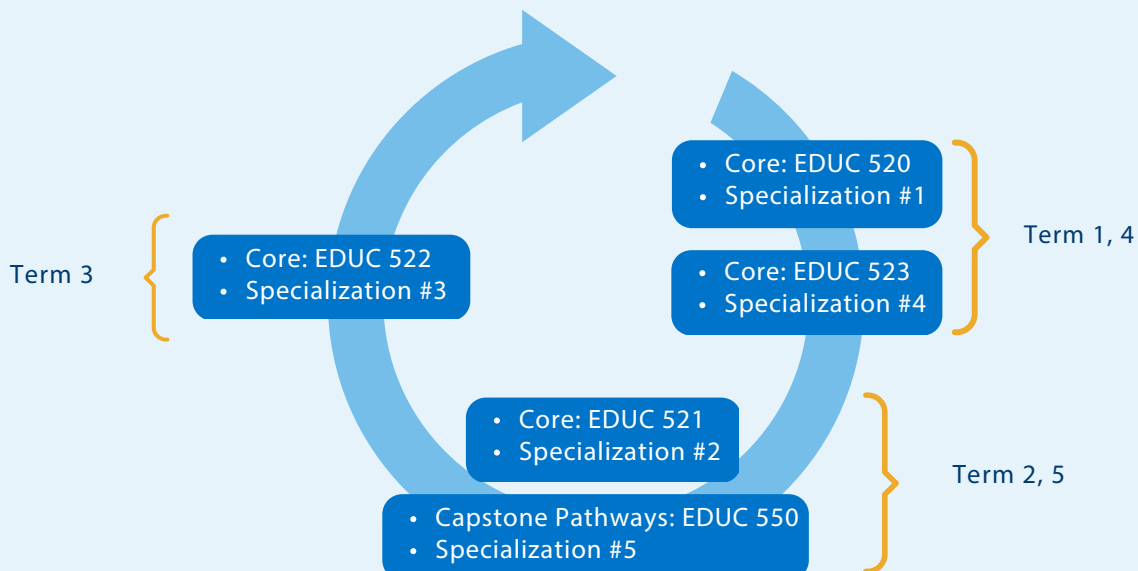 • Core: EDUC 520
• Specialization #1
Term 1, 4
• Core: EDUC 523
• Specialization #4
Term 3
• Core: EDUC 522
• Specialization #3
• Core: EDUC 521
• Specialization #2
Term 2, 5
• Capstone Pathways: EDUC 550
• Specialization #5